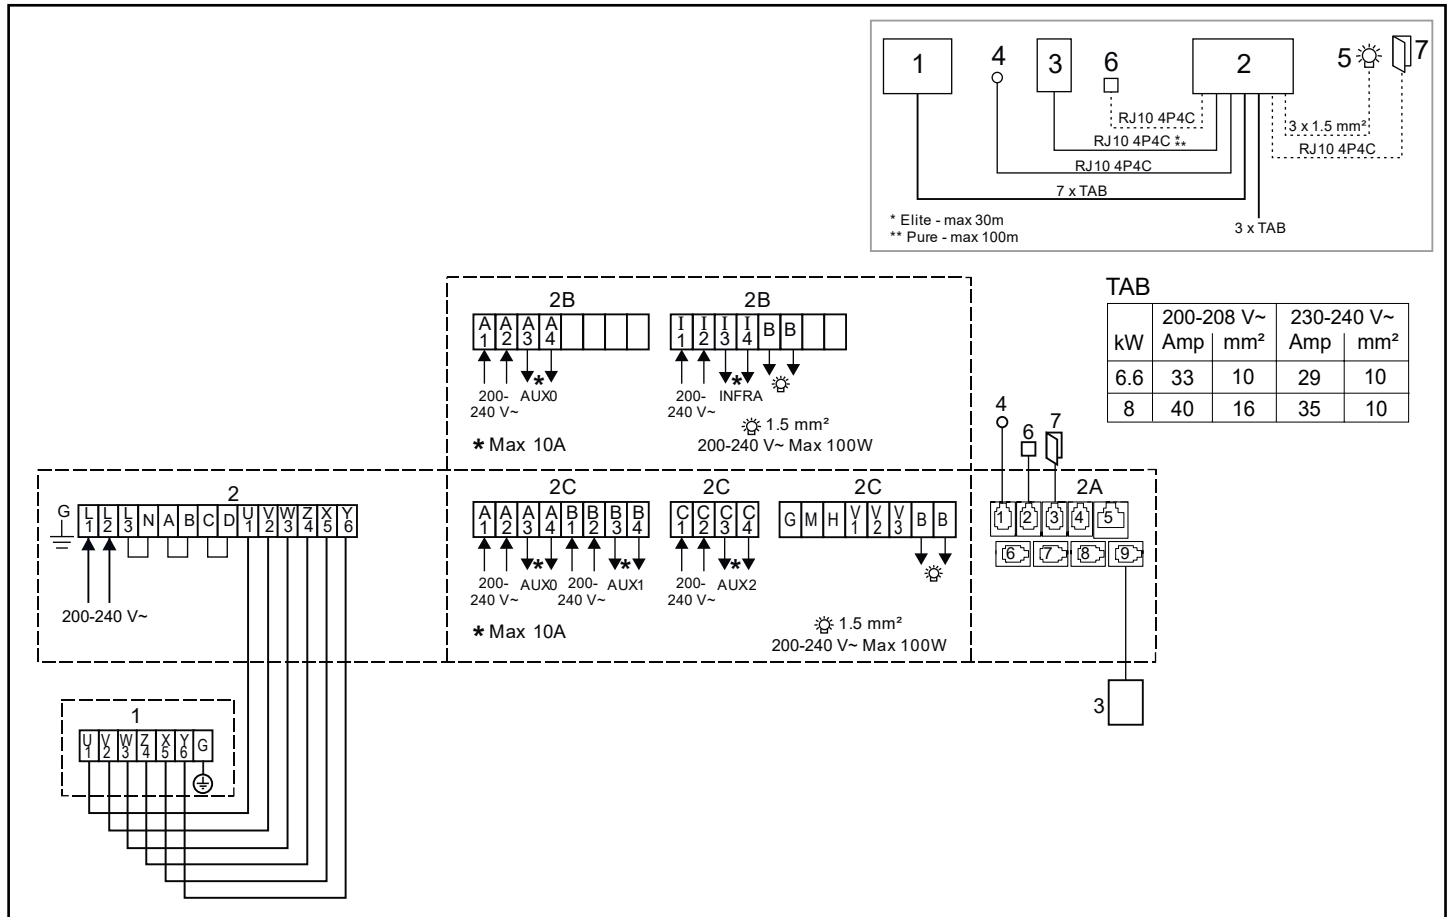 1 4 3 6 2 5 7
RJ10 4P4C
3 x 1.5 mm²
RJ10 4P4C * **
RJ10 4P4C
RJ10 4P4C
7 x TAB
3 x TAB
* Elite - max 30m
** Pure - max 100m
TAB
200-208 V~ 230-240 V~
kW Amp mm² Amp mm²
6.6 33 10 29 10
8 40 16 35 10
2B
A1 A2 A3 A4
200-240 V~
AUX0
*
* Max 10A
2B
I1 I2 I3 I4 B B
200-240 V~
INFRA
*
1.5 mm²
200-240 V~ Max 100W
2
G
L1 L2 L3 N A B C D U1 V2 W3 Z4 X5 Y6
200-240 V~
2C
A1 A2 A3 A4 B1 B2 B3 B4
200-240 V~
AUX0
*
200-240 V~
AUX1
*
* Max 10A
2C
C1 C2 C3 C4
200-240 V~
AUX2
*
2C
G M H V1 V2 V3 B B
1.5 mm²
200-240 V~ Max 100W
4 6 7
2A
1 2 3 4 5
6 7 8 9
3
1
U1 V2 W3 Z4 X5 Y6 G